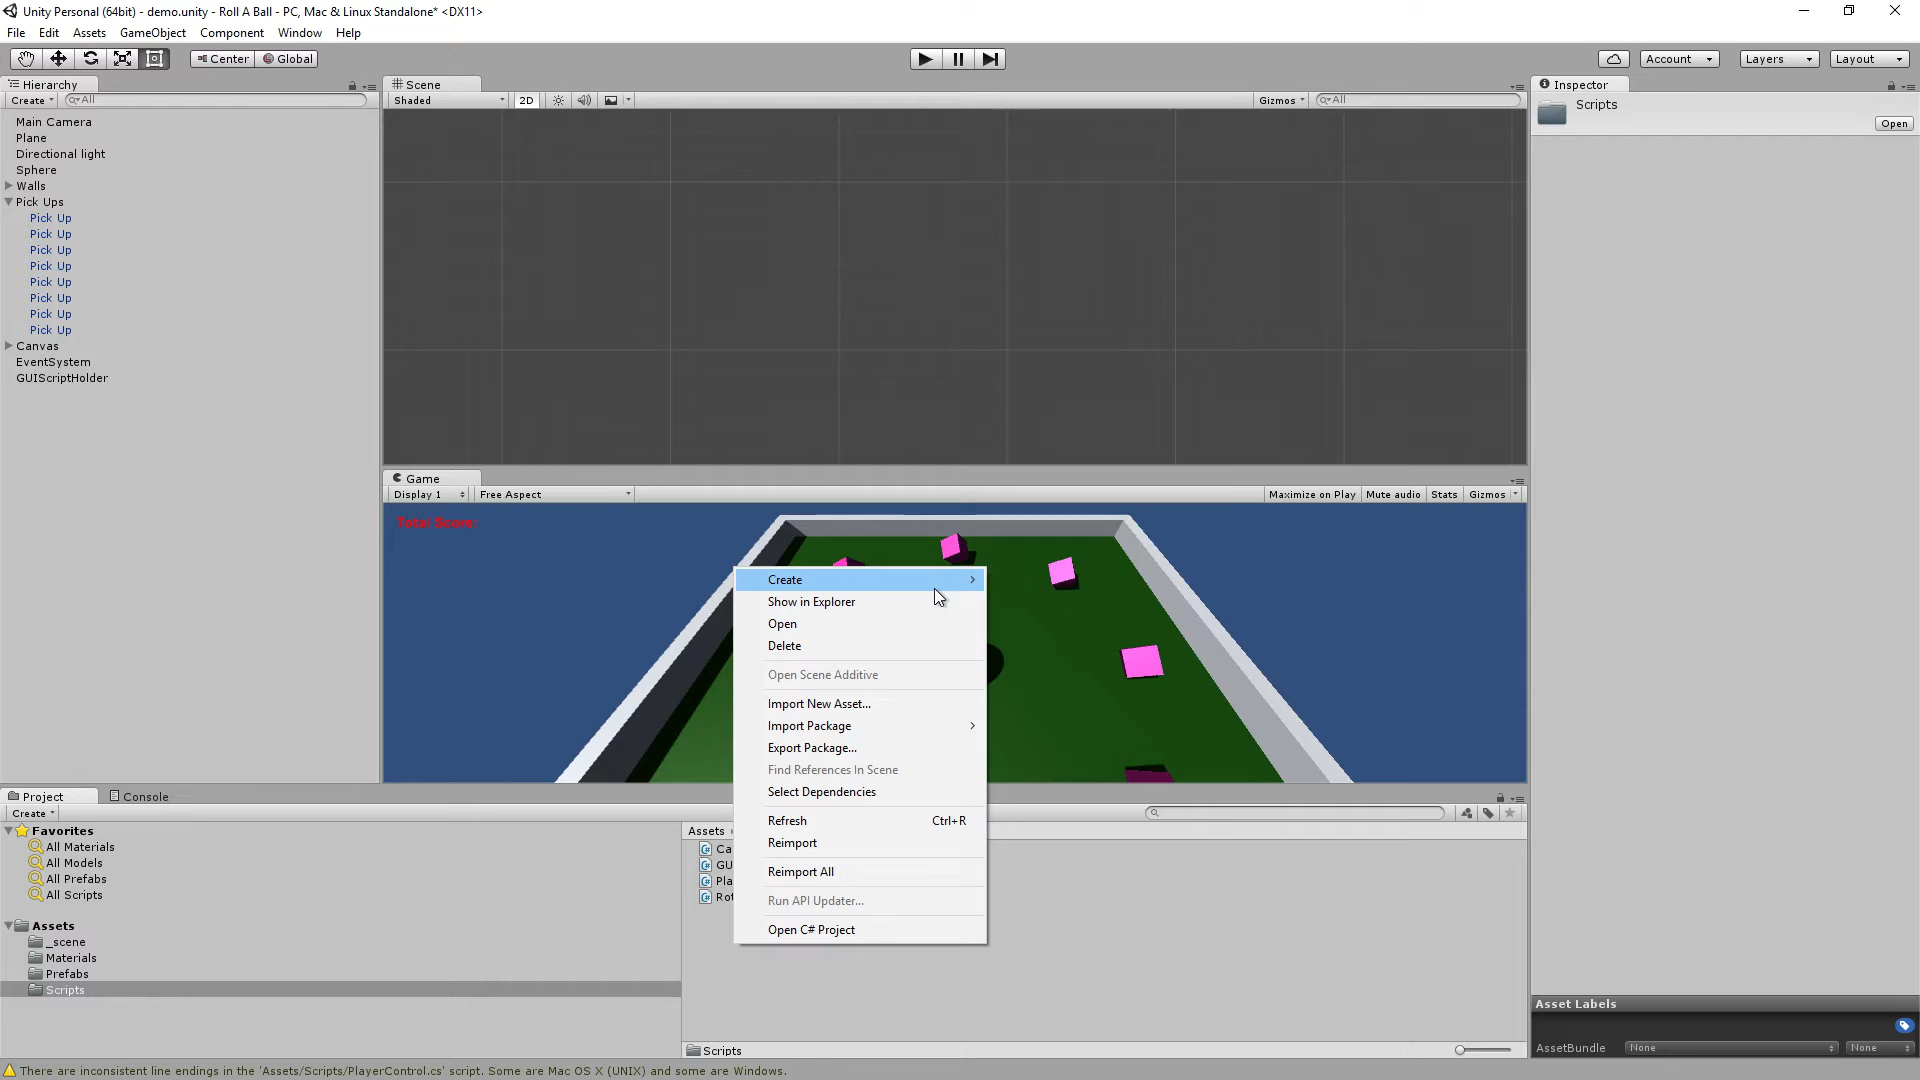 Unity Personal (64bit) - demo.unity - Roll A Ball - PC, Mac & Linux Standalone* <DX11>
File Edit Assets GameObject Component Window Help
Center Global Account Layers Layout
Hierarchy
Create All
Main Camera
Plane
Directional light
Sphere
Walls
Pick Ups
Pick Up
Pick Up
Pick Up
Pick Up
Pick Up
Pick Up
Pick Up
Pick Up
Canvas
EventSystem
GUIScriptHolder
Scene
Shaded 2D Gizmos All
Game
Display 1 Free Aspect Maximize on Play Mute audio Stats Gizmos
Total Score:
Create
Show in Explorer
Open
Delete
Open Scene Additive
Import New Asset...
Import Package
Export Package...
Find References In Scene
Select Dependencies
Refresh Ctrl+R
Reimport
Reimport All
Run API Updater...
Open C# Project
Project Console
Create
Favorites
All Materials
All Models
All Prefabs
All Scripts
Assets
_scene
Materials
Prefabs
Scripts
Assets
Ca
GU
Pla
Rot
Scripts
Inspector
Scripts
Open
Asset Labels
AssetBundle None None
There are inconsistent line endings in the 'Assets/Scripts/PlayerControl.cs' script. Some are Mac OS X (UNIX) and some are Windows.